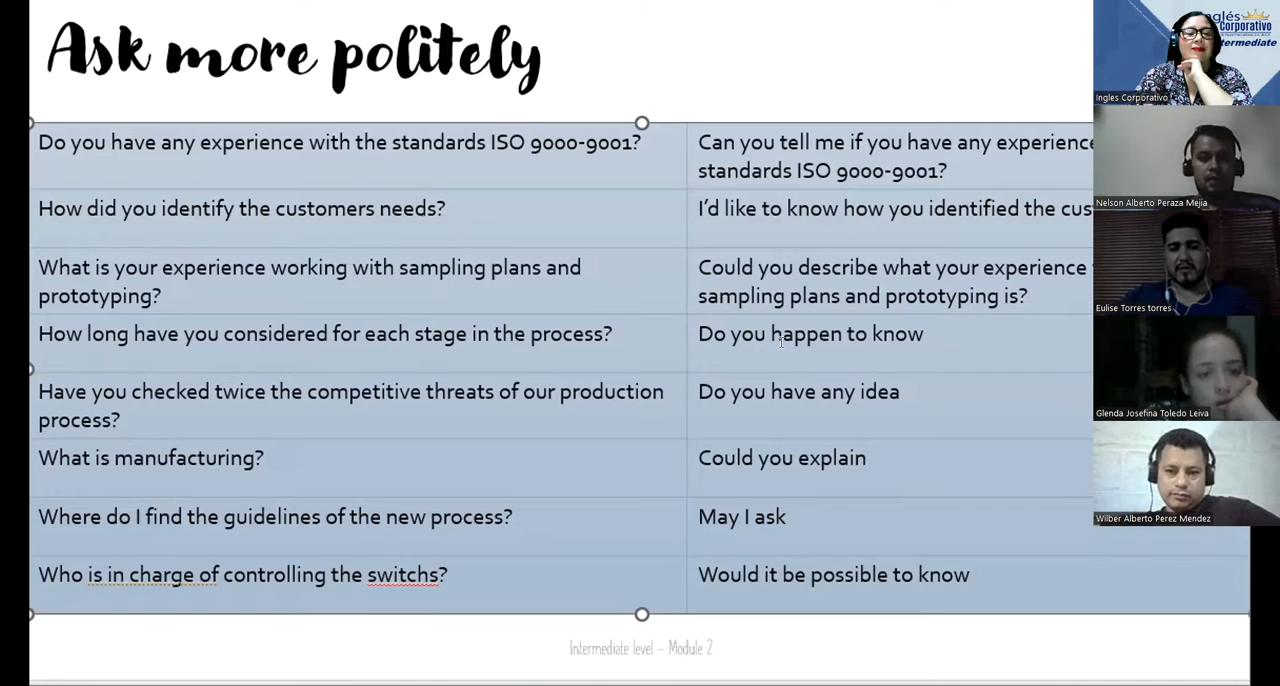 Ask more politely
Do you have any experience with the standards ISO 9000-9001?
Can you tell me if you have any experience
standards ISO 9000-9001?
How did you identify the customers needs?
I'd like to know how you identified the
What is your experience working with sampling plans and
prototyping?
Could you describe what your experience
sampling plans and prototyping is?
How long have you considered for each stage in the process?
Do you happen to know
Have you checked twice the competitive threats of our production
process?
Do you have any idea
What is manufacturing?
Could you explain
Where do I find the guidelines of the new process?
May I ask
Who is in charge of controlling the switchs?
Would it be possible to know
Intermediate level - Module 2
Inglés
Corporativo
Intermediate
Ingles Corporativo
Nelson Alberto Peraza Mejia
Eulise Torres torres
Glenda Josefina Toledo Leiva
Wilber Alberto Perez Mendez